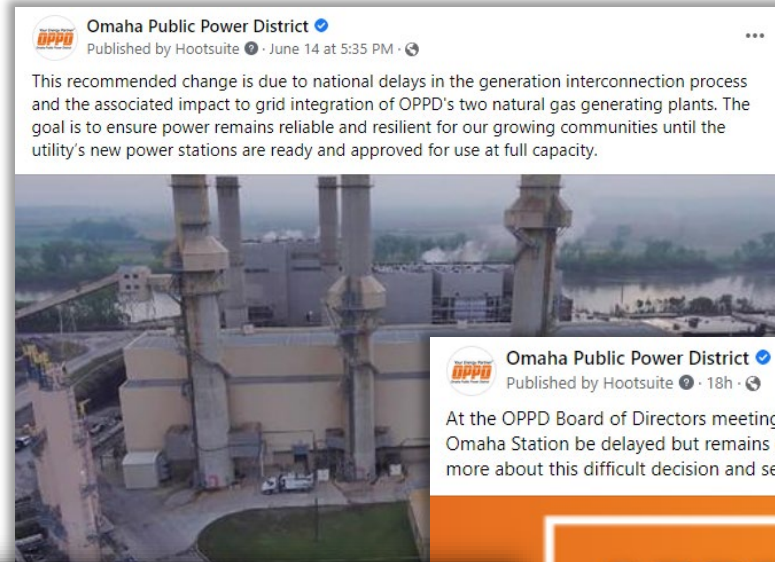 Omaha Public Power District
Published by Hootsuite · June 14 at 5:35 PM ·
This recommended change is due to national delays in the generation interconnection process
and the associated impact to grid integration of OPPD's two natural gas generating plants. The
goal is to ensure power remains reliable and resilient for our growing communities until the
utility's new power stations are ready and approved for use at full capacity.
Omaha Public Power District
Published by Hootsuite · 18h ·
At the OPPD Board of Directors meeting
Omaha Station be delayed but remains
more about this difficult decision and se
OPPD
OPPD